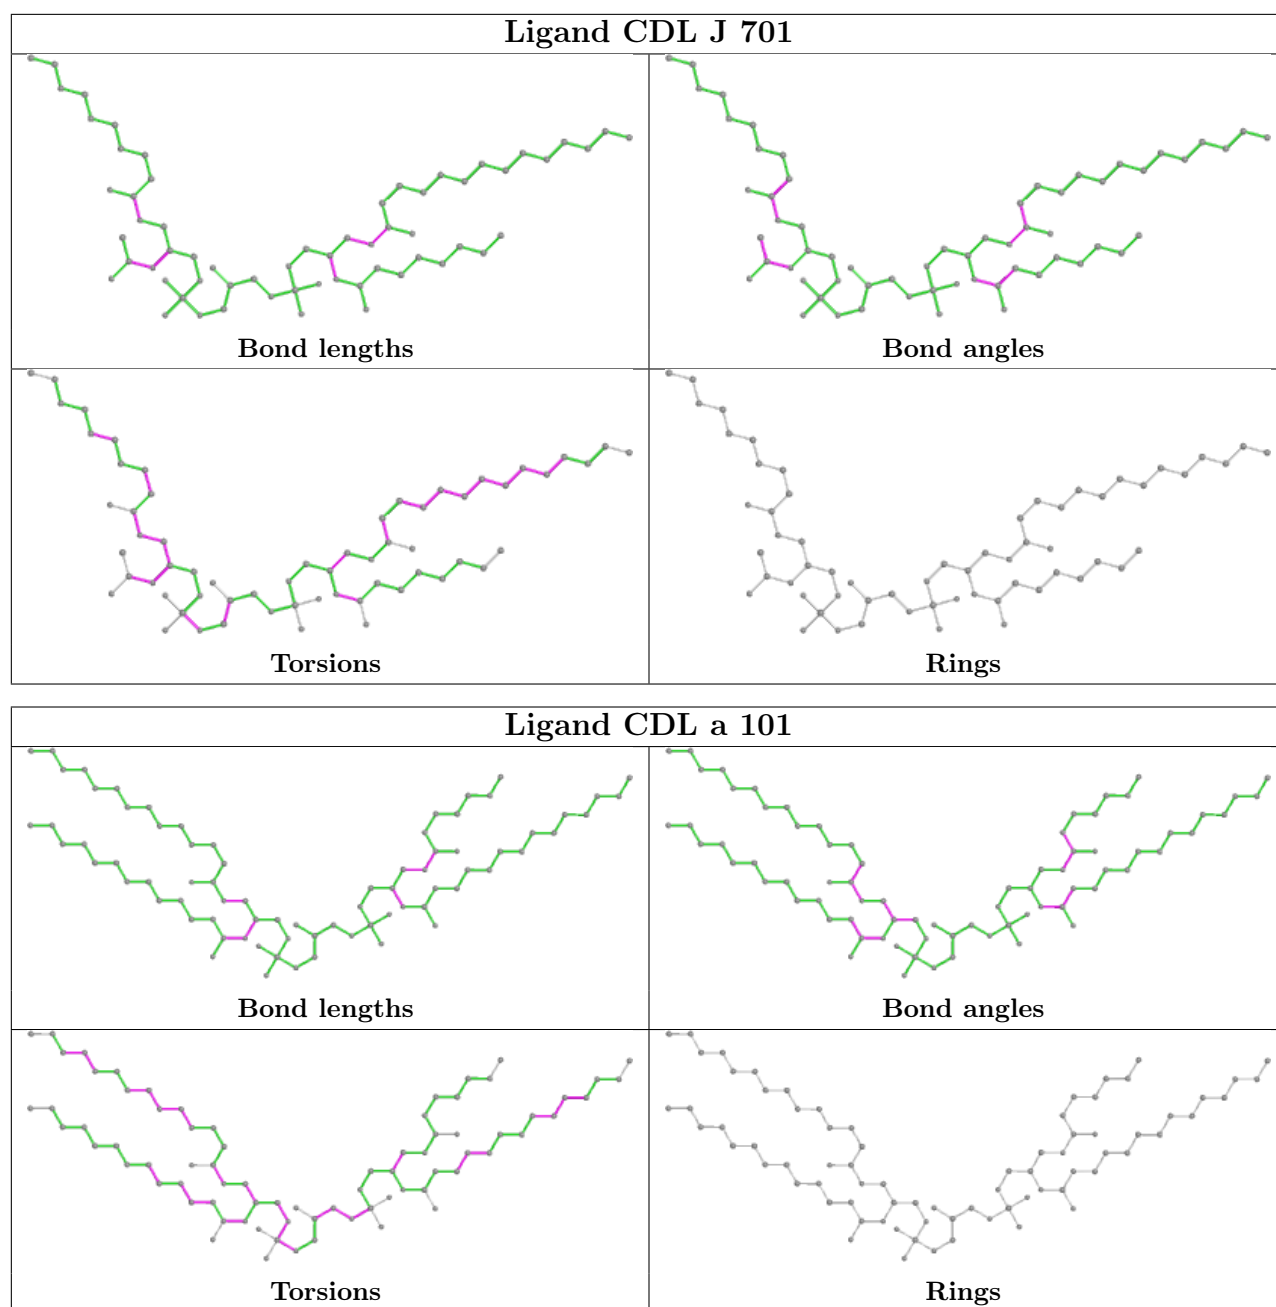 Ligand CDL J 701
Bond lengths
Bond angles
Torsions
Rings
Ligand CDL a 101
Bond lengths
Bond angles
Torsions
Rings